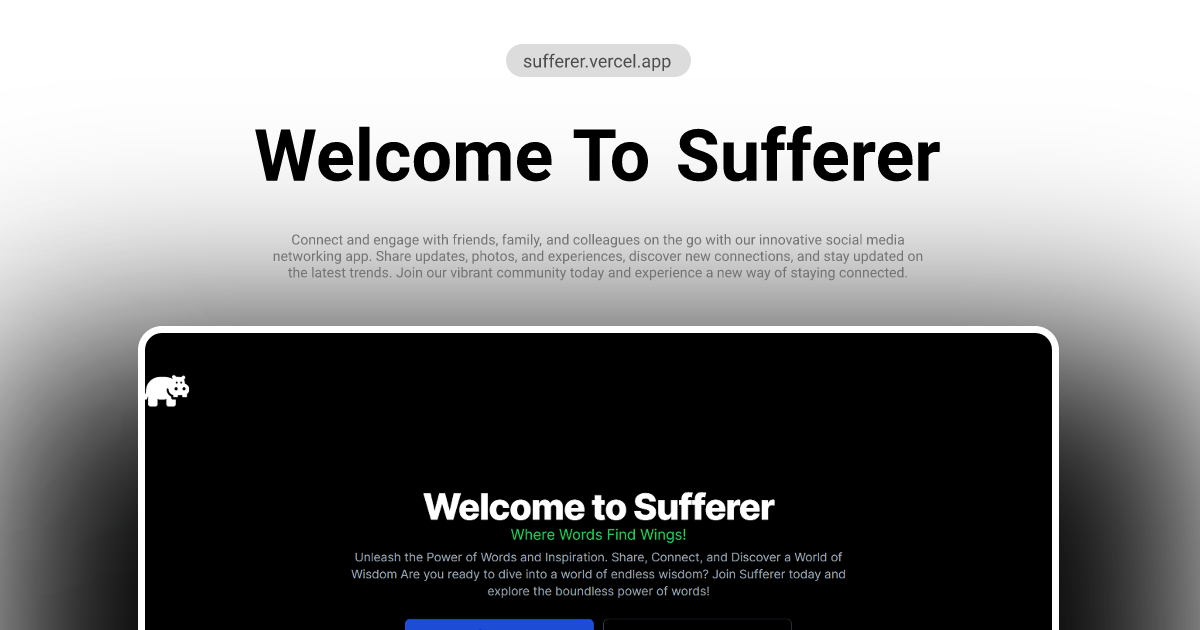 sufferer.vercel.app
Welcome To Sufferer
Connect and engage with friends, family, and colleagues on the go with our innovative social media
networking app. Share updates, photos, and experiences, discover new connections, and stay updated on
the latest trends. Join our vibrant community today and experience a new way of staying connected.
Welcome to Sufferer
Where Words Find Wings!
Unleash the Power of Words and Inspiration. Share, Connect, and Discover a World of
Wisdom Are you ready to dive into a world of endless wisdom? Join Sufferer today and
explore the boundless power of words!